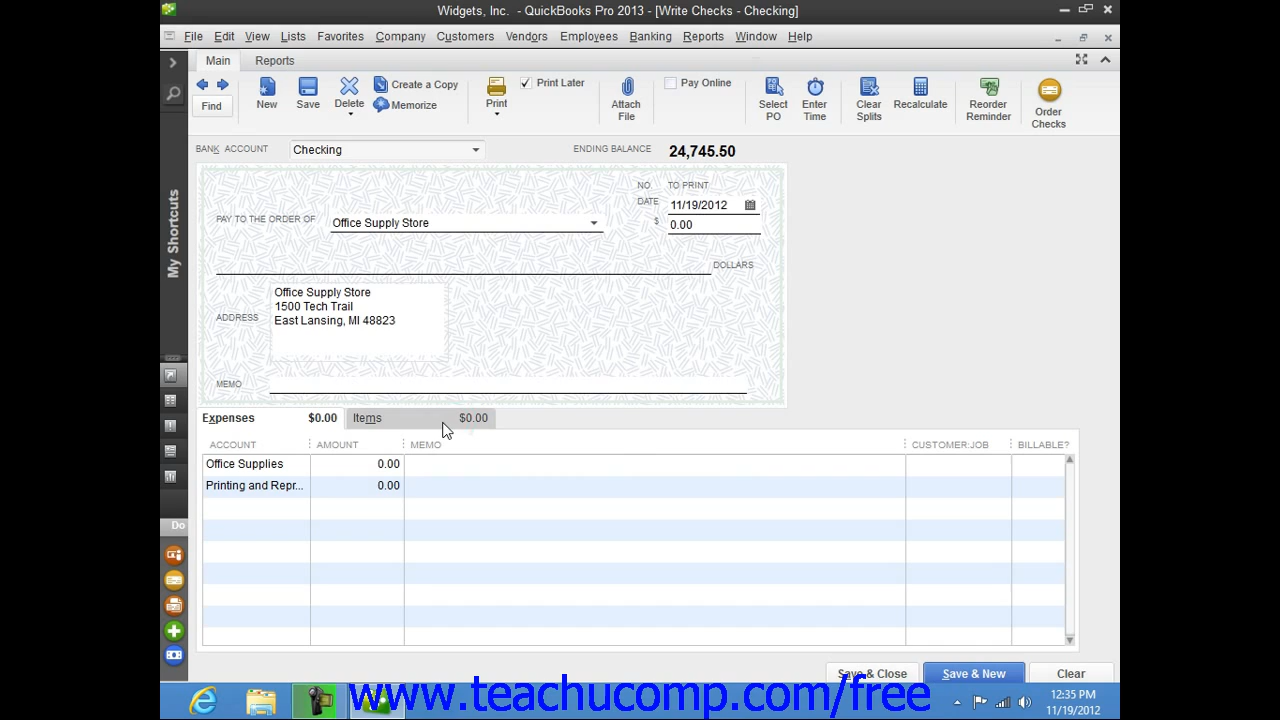 Widgets, Inc. - QuickBooks Pro 2013 - [Write Checks - Checking]
File Edit View Lists Favorites Company Customers Vendors Employees Banking Reports Window Help
Main Reports
Find New Save Delete Create a Copy Memorize Print Print Later Attach File Pay Online Select PO Enter Time Clear Splits Recalculate Reorder Reminder Order Checks
My Shortcuts
BANK ACCOUNT Checking ENDING BALANCE 24,745.50
NO. TO PRINT
DATE 11/19/2012
PAY TO THE ORDER OF Office Supply Store $ 0.00
DOLLARS
ADDRESS
Office Supply Store
1500 Tech Trail
East Lansing, MI 48823
MEMO
Expenses $0.00 Items $0.00
ACCOUNT AMOUNT MEMO CUSTOMER:JOB BILLABLE?
Office Supplies 0.00
Printing and Repr... 0.00
Do
Save & Close Save & New Clear
www.teachucomp.com/free
12:35 PM
11/19/2012